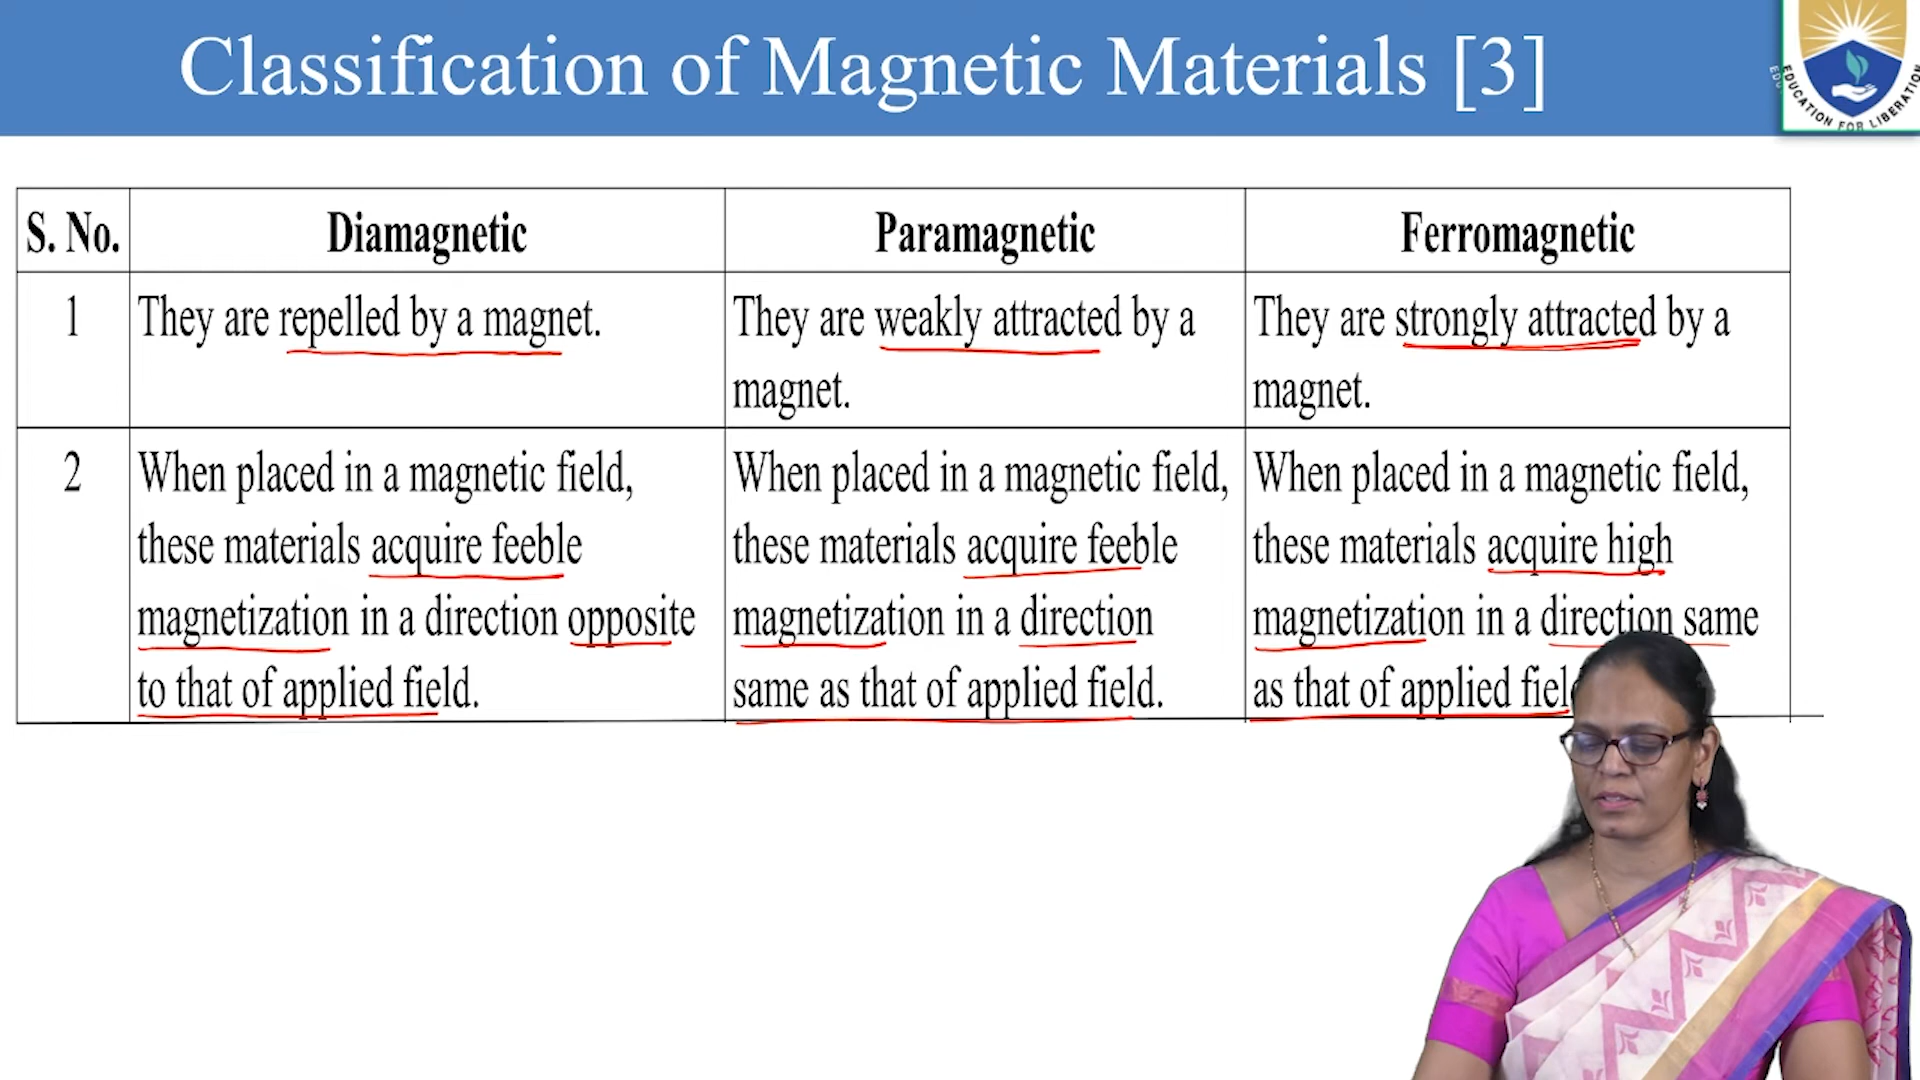 Classification of Magnetic Materials [3]
EDUCATION FOR LIBERATION
S. No.
Diamagnetic
Paramagnetic
Ferromagnetic
1
They are repelled by a magnet.
They are weakly attracted by a
magnet.
They are strongly attracted by a
magnet.
2
When placed in a magnetic field,
these materials acquire feeble
magnetization in a direction opposite
to that of applied field.
When placed in a magnetic field,
these materials acquire feeble
magnetization in a direction
same as that of applied field.
When placed in a magnetic field,
these materials acquire high
magnetization in a direction same
as that of applied